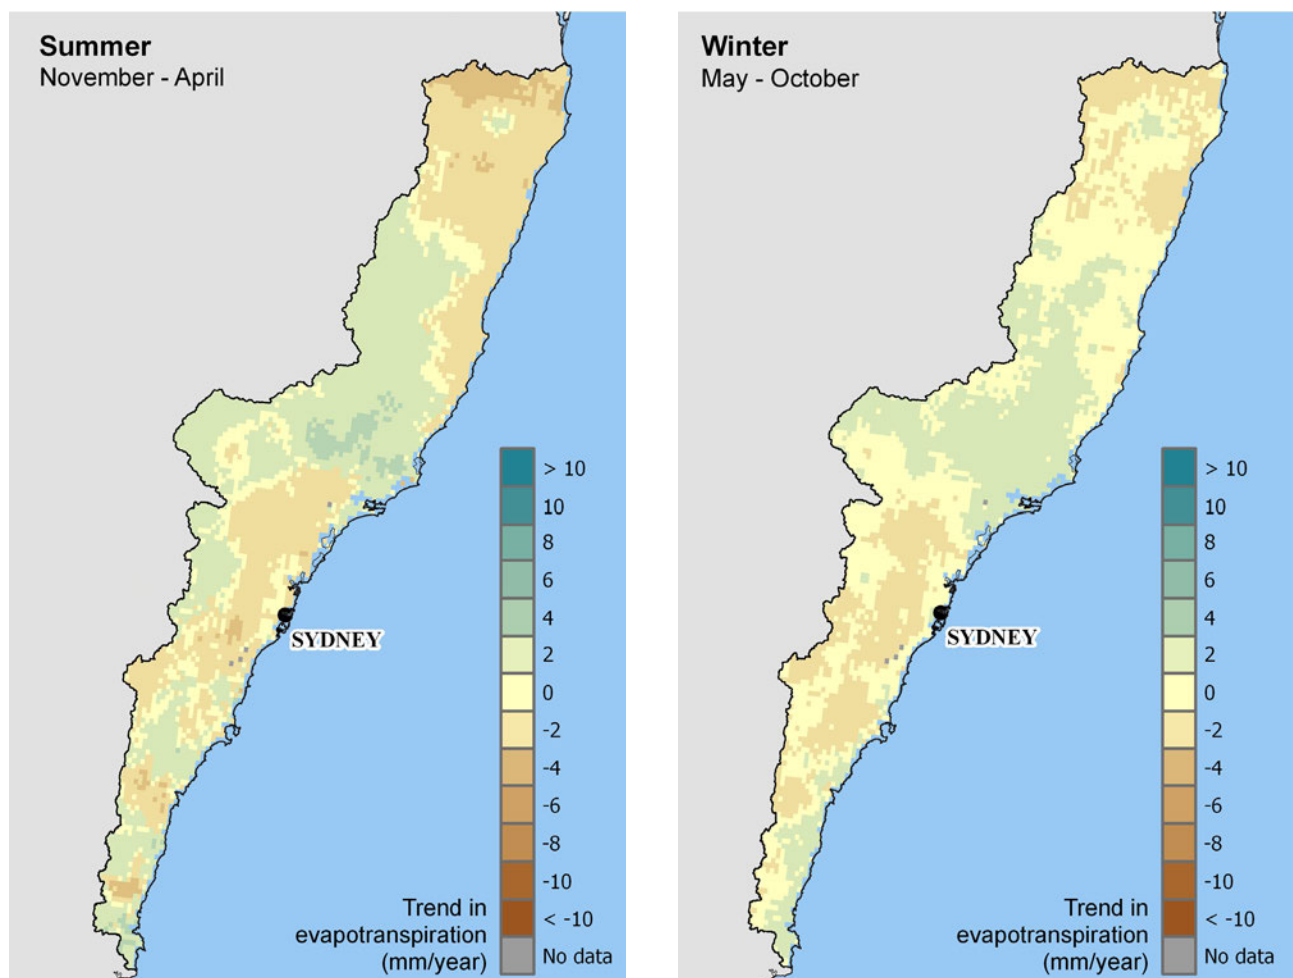 Summer
November - April
SYDNEY
> 10
10
8
6
4
2
0
-2
-4
-6
-8
-10
< -10
No data
Trend in
evapotranspiration
(mm/year)
Winter
May - October
SYDNEY
> 10
10
8
6
4
2
0
-2
-4
-6
-8
-10
< -10
No data
Trend in
evapotranspiration
(mm/year)